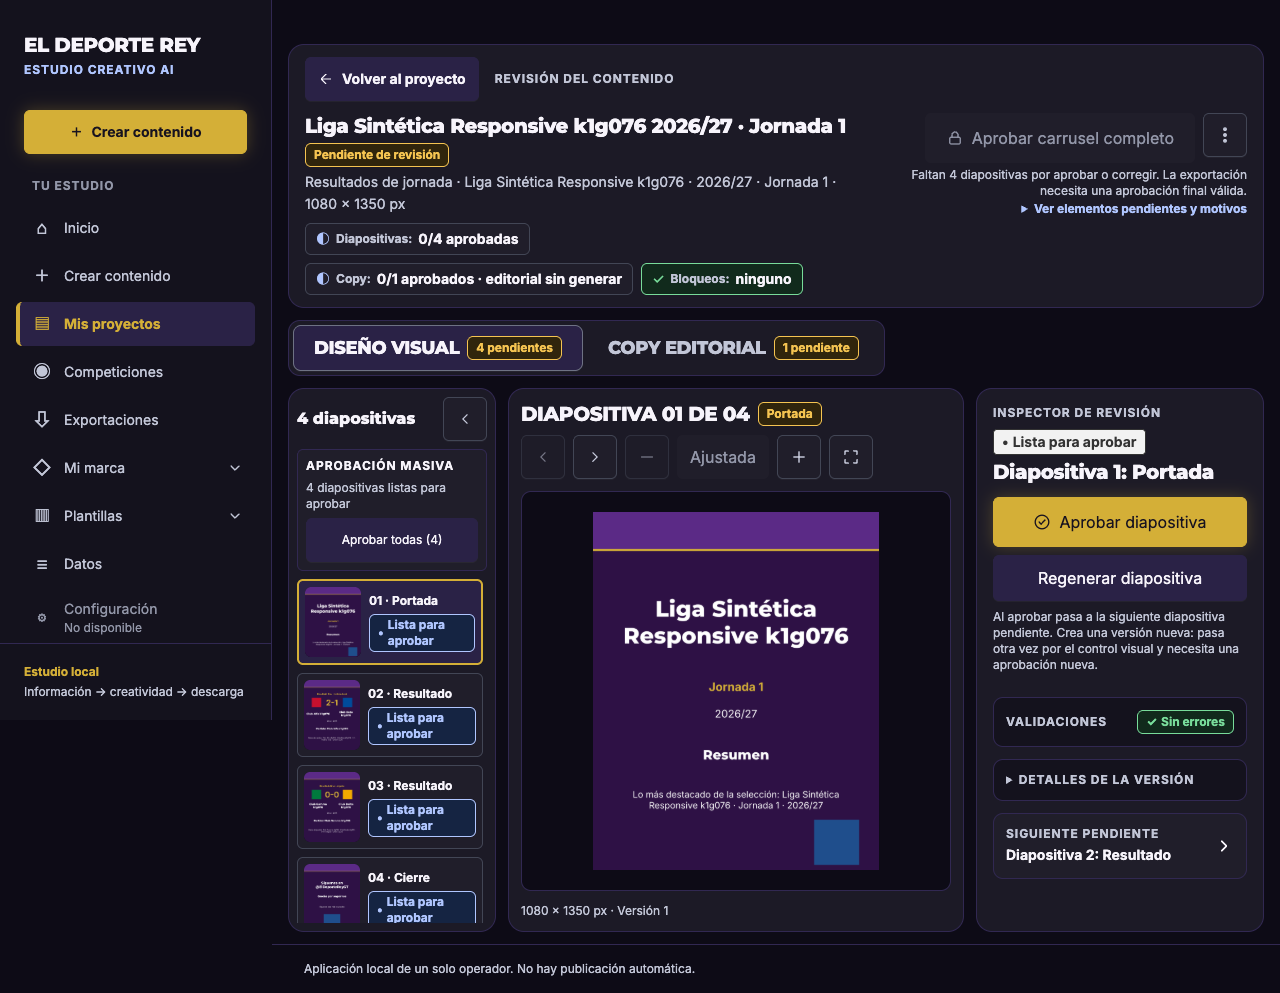 EL DEPORTE REY
ESTUDIO CREATIVO AI
+ Crear contenido
TU ESTUDIO
Inicio
Crear contenido
Mis proyectos
Competiciones
Exportaciones
Mi marca
Plantillas
Datos
Configuración
No disponible
Estudio local
Información → creatividad → descarga
← Volver al proyecto
REVISIÓN DEL CONTENIDO
Liga Sintética Responsive k1g076 2026/27 · Jornada 1
Pendiente de revisión
Resultados de jornada · Liga Sintética Responsive k1g076 · 2026/27 · Jornada 1 ·
1080 × 1350 px
Diapositivas: 0/4 aprobadas
Copy: 0/1 aprobados · editorial sin generar
✓ Bloqueos: ninguno
Aprobar carrusel completo
Faltan 4 diapositivas por aprobar o corregir. La exportación
necesita una aprobación final válida.
▸ Ver elementos pendientes y motivos
DISEÑO VISUAL 4 pendientes
COPY EDITORIAL 1 pendiente
4 diapositivas
APROBACIÓN MASIVA
4 diapositivas listas para
aprobar
Aprobar todas (4)
01 · Portada
• Lista para
aprobar
02 · Resultado
2-1
• Lista para
aprobar
03 · Resultado
0-0
• Lista para
aprobar
04 · Cierre
• Lista para
aprobar
DIAPOSITIVA 01 DE 04 Portada
Ajustada
Liga Sintética
Responsive k1g076
Jornada 1
2026/27
Resumen
Lo más destacado de la selección: Liga Sintética
Responsive k1g076 · Jornada 1 · 2026/27
1080 × 1350 px · Versión 1
INSPECTOR DE REVISIÓN
• Lista para aprobar
Diapositiva 1: Portada
Aprobar diapositiva
Regenerar diapositiva
Al aprobar pasa a la siguiente diapositiva
pendiente. Crea una versión nueva: pasa
otra vez por el control visual y necesita una
aprobación nueva.
VALIDACIONES ✓ Sin errores
▸ DETALLES DE LA VERSIÓN
SIGUIENTE PENDIENTE
Diapositiva 2: Resultado
Aplicación local de un solo operador. No hay publicación automática.